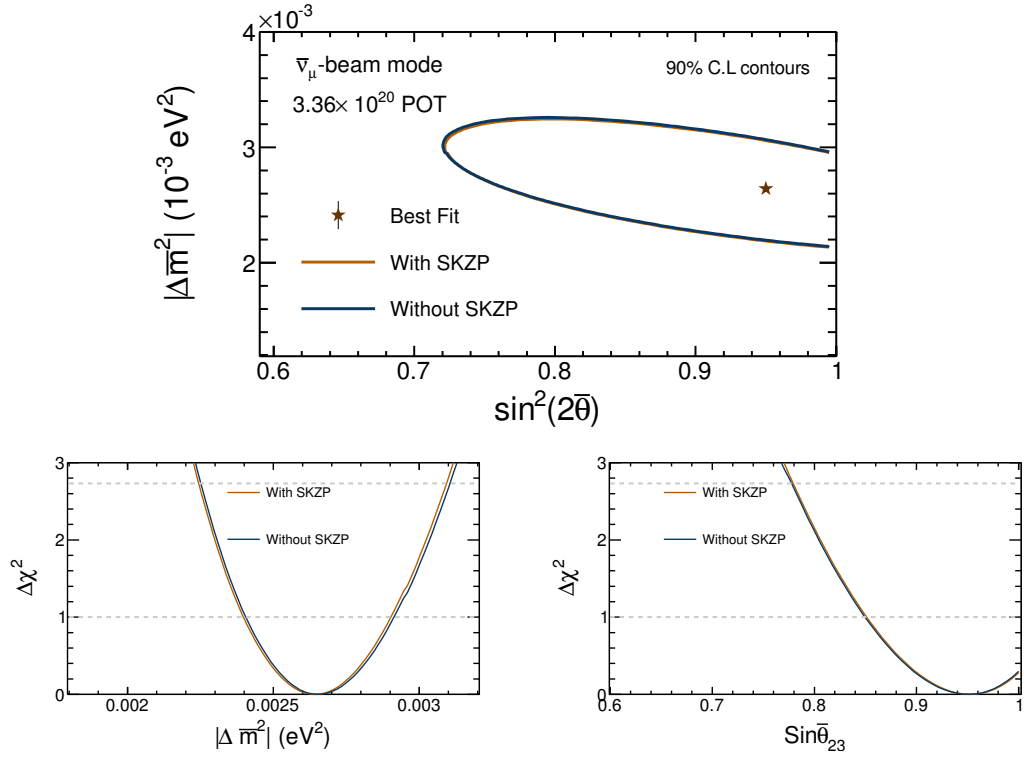 4 ×10⁻³
ν̅μ-beam mode
90% C.L contours
3.36× 10²⁰ POT
3
|Δm̅²| (10⁻³ eV²)
Best Fit
With SKZP
2
Without SKZP
0.6 0.7 0.8 0.9 1
sin²(2θ̅)
3
With SKZP
2
Without SKZP
Δχ²
1
0
0.002 0.0025 0.003
|Δ m̅²| (eV²)
3
With SKZP
2
Without SKZP
Δχ²
1
0
0.6 0.7 0.8 0.9 1
Sinθ̅₂₃